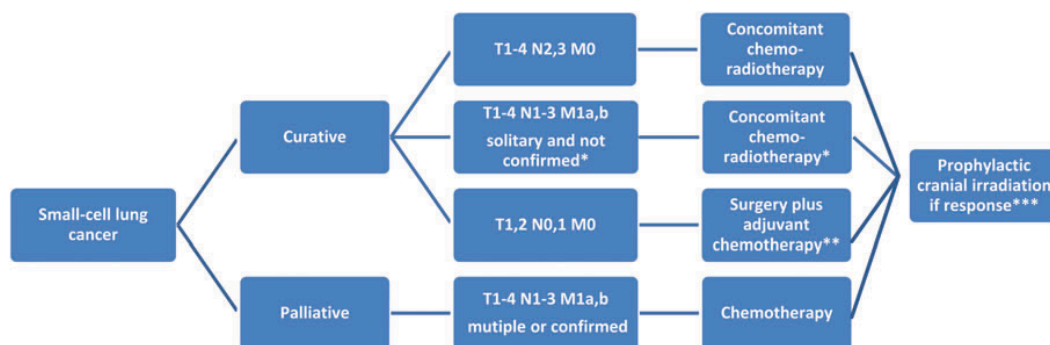 Small-cell lung
cancer
Curative
Palliative
T1-4 N2,3 M0
T1-4 N1-3 M1a,b
solitary and not
confirmed*
T1,2 N0,1 M0
T1-4 N1-3 M1a,b
mutiple or confirmed
Concomitant
chemo-
radiotherapy
Concomitant
chemo-
radiotherapy*
Surgery plus
adjuvant
chemotherapy**
Chemotherapy
Prophylactic
cranial irradiation
if response***